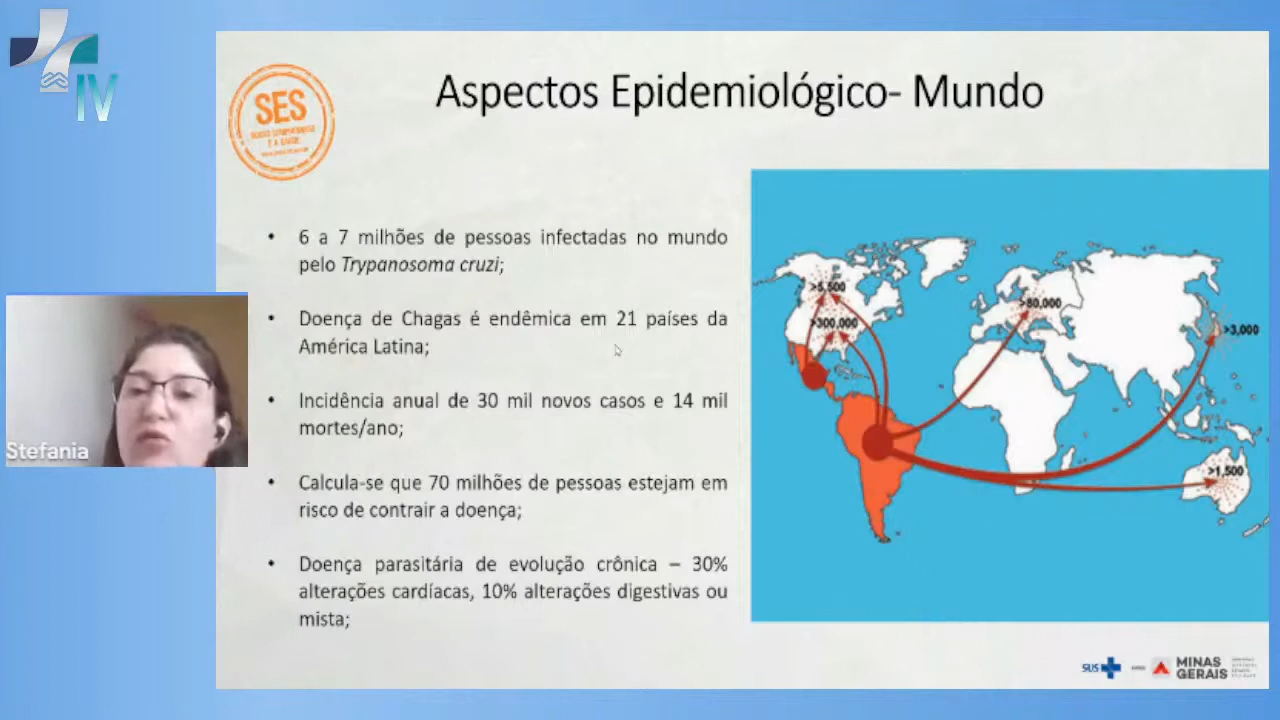 IV
Aspectos Epidemiológico- Mundo
SES
• 6 a 7 milhões de pessoas infectadas no mundo
pelo Trypanosoma cruzi;
• Doença de Chagas é endêmica em 21 países da
América Latina;
• Incidência anual de 30 mil novos casos e 14 mil
mortes/ano;
• Calcula-se que 70 milhões de pessoas estejam em
risco de contrair a doença;
• Doença parasitária de evolução crônica – 30%
alterações cardíacas, 10% alterações digestivas ou
mista;
>5,500
>300,000
>80,000
>3,000
>1,500
Stefania
SUS
MINAS
GERAIS